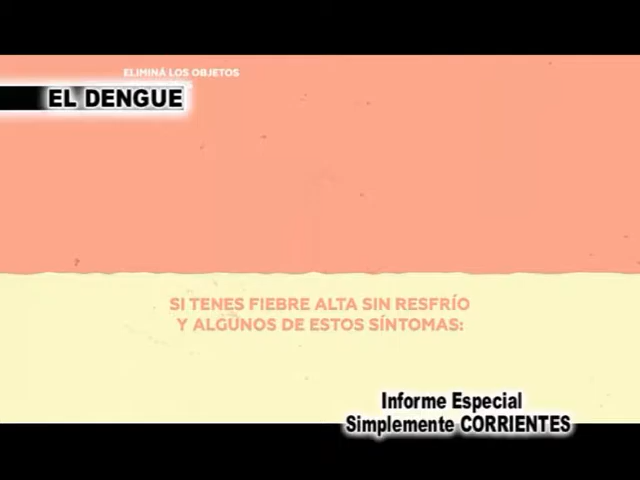 ELIMINÁ LOS OBJETOS
EL DENGUE
SI TENES FIEBRE ALTA SIN RESFRÍO
Y ALGUNOS DE ESTOS SÍNTOMAS:
Informe Especial
Simplemente CORRIENTES